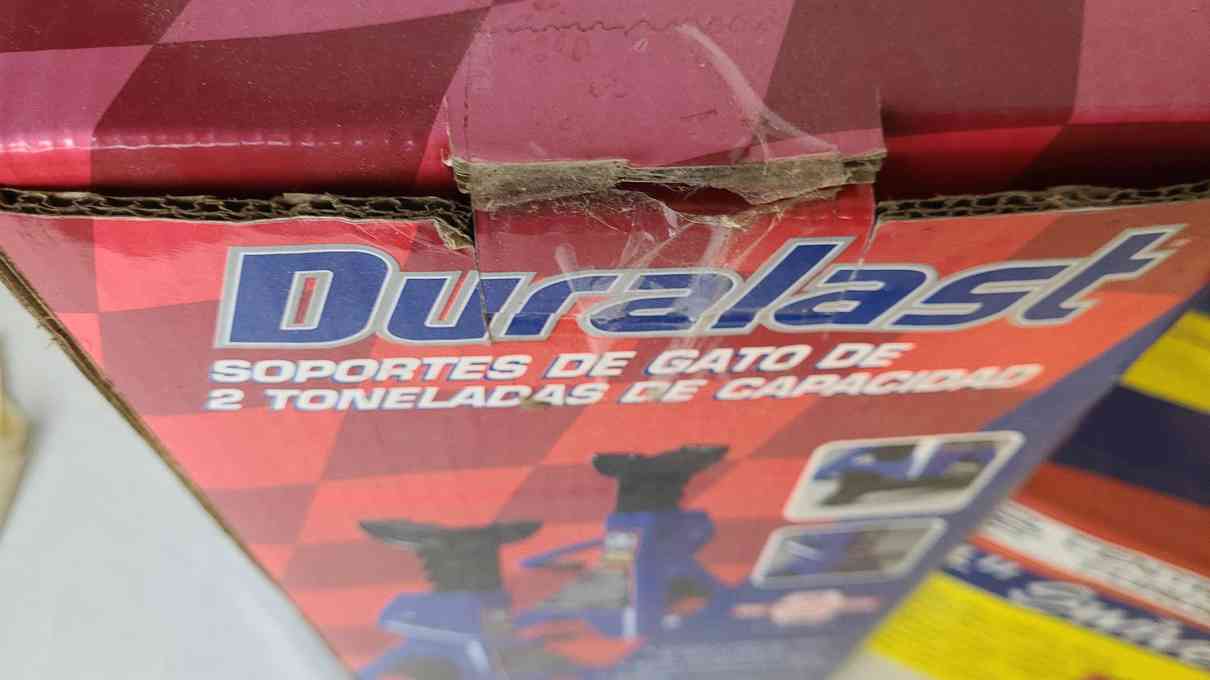 Duralast
SOPORTES DE GATO DE
2 TONELADAS DE CAPACIDAD